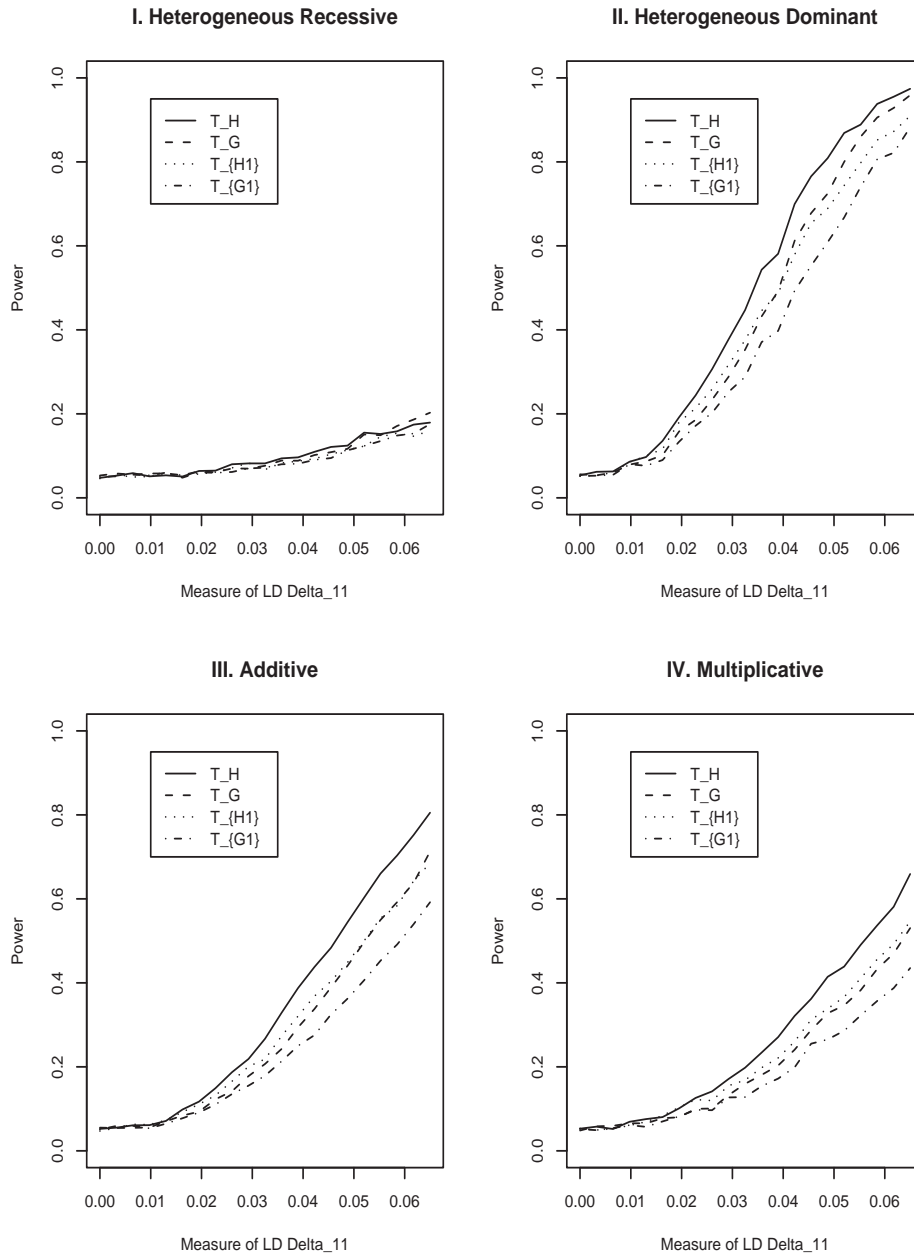 I. Heterogeneous Recessive
1.0
0.8
0.6
0.4
0.2
0.0
Power
T_H
T_G
T_{H1}
T_{G1}
0.00 0.01 0.02 0.03 0.04 0.05 0.06
Measure of LD Delta_11
II. Heterogeneous Dominant
1.0
0.8
0.6
0.4
0.2
0.0
Power
T_H
T_G
T_{H1}
T_{G1}
0.00 0.01 0.02 0.03 0.04 0.05 0.06
Measure of LD Delta_11
III. Additive
1.0
0.8
0.6
0.4
0.2
0.0
Power
T_H
T_G
T_{H1}
T_{G1}
0.00 0.01 0.02 0.03 0.04 0.05 0.06
Measure of LD Delta_11
IV. Multiplicative
1.0
0.8
0.6
0.4
0.2
0.0
Power
T_H
T_G
T_{H1}
T_{G1}
0.00 0.01 0.02 0.03 0.04 0.05 0.06
Measure of LD Delta_11